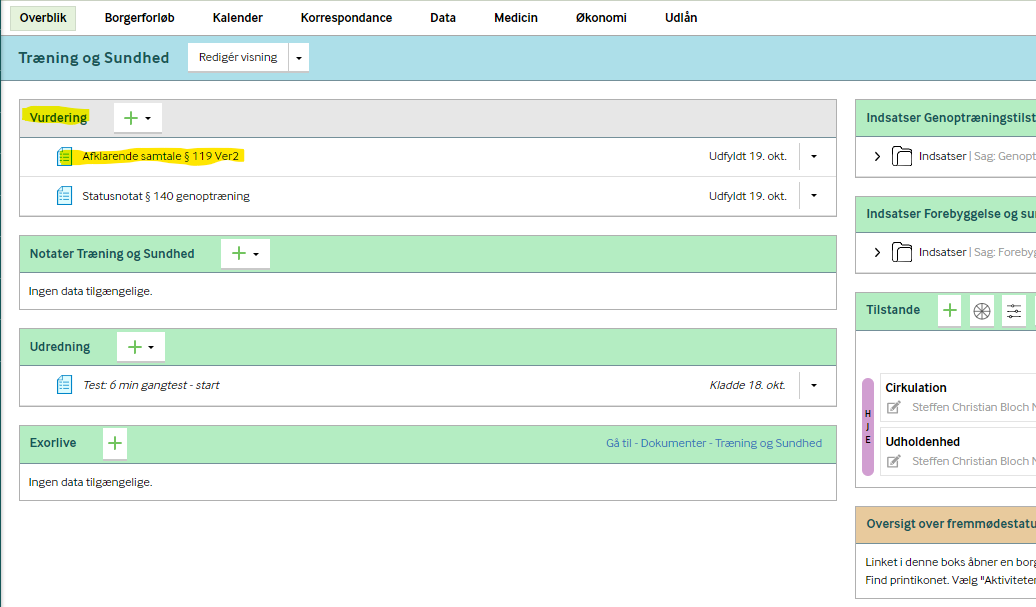 Overblik Borgerforløb Kalender Korrespondance Data Medicin Økonomi Udlån
Træning og Sundhed Redigér visning
Vurdering
Afklarende samtale § 119 Ver2 Udfyldt 19. okt.
Statusnotat § 140 genoptræning Udfyldt 19. okt.
Notater Træning og Sundhed
Ingen data tilgængelige.
Udredning
Test: 6 min gangtest - start Kladde 18. okt.
Exorlive Gå til - Dokumenter - Træning og Sundhed
Ingen data tilgængelige.
Indsatser Genoptræningstilst
Indsatser | Sag: Genopt
Indsatser Forebyggelse og su
Indsatser | Sag: Forebyg
Tilstande
H
J
E
Cirkulation
Steffen Christian Bloch N
Udholdenhed
Steffen Christian Bloch N
Oversigt over fremmødestatu
Linket i denne boks åbner en borg
Find printikonet. Vælg "Aktiviteter